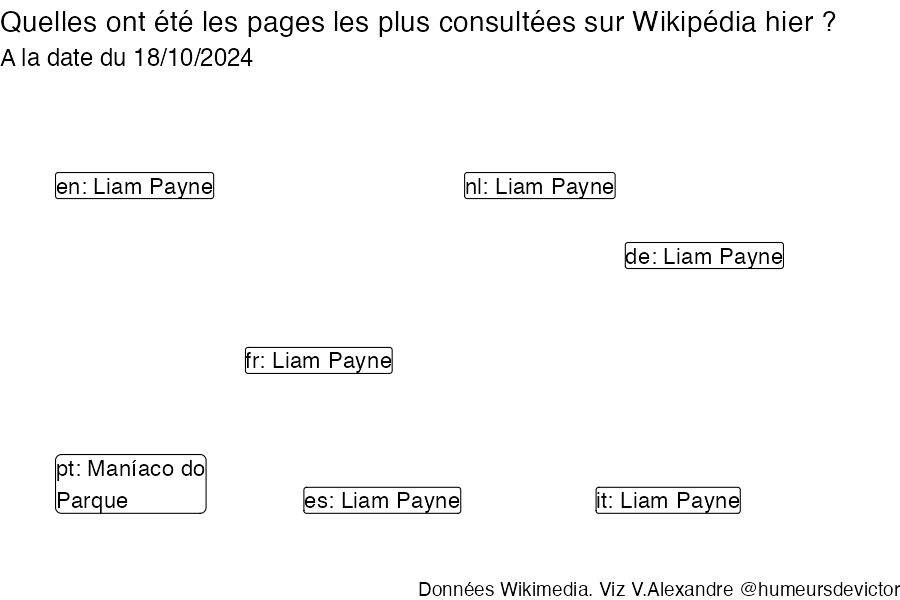 Quelles ont été les pages les plus consultées sur Wikipédia hier ?
A la date du 18/10/2024
en: Liam Payne
nl: Liam Payne
de: Liam Payne
fr: Liam Payne
pt: Maníaco do
Parque
es: Liam Payne
it: Liam Payne
Données Wikimedia. Viz V.Alexandre @humeursdevictor